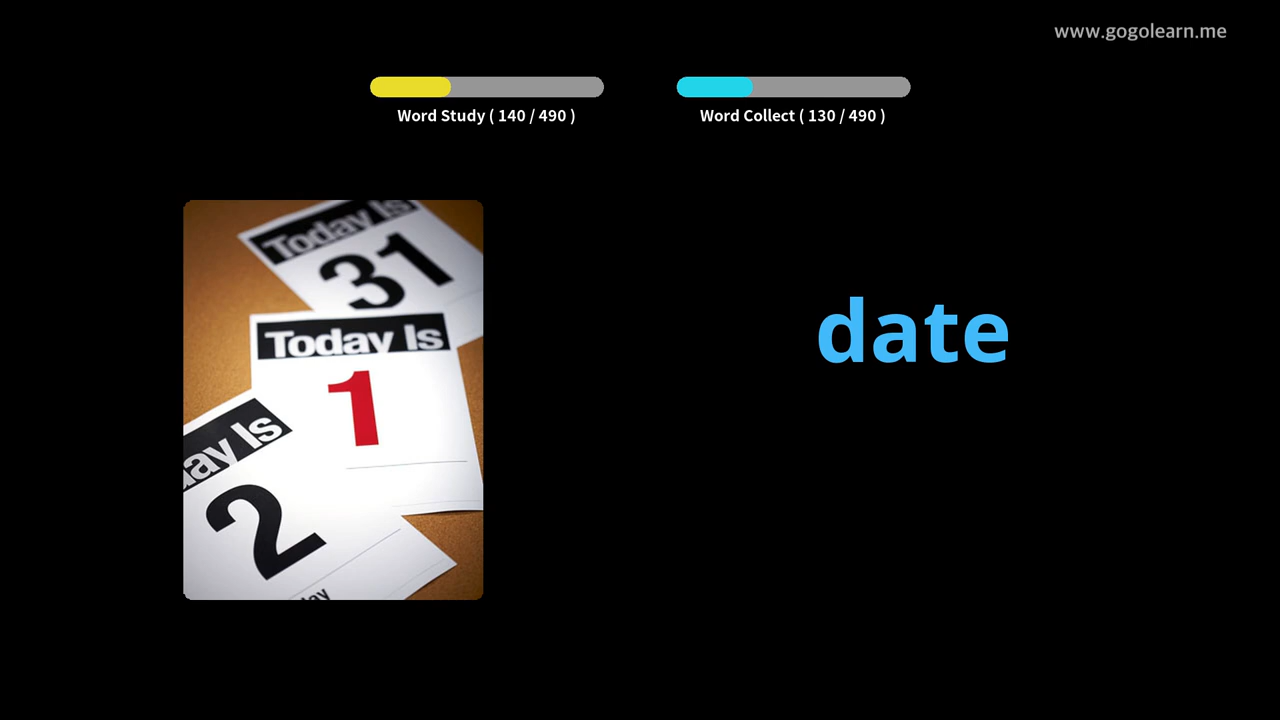 www.gogolearn.me
Word Study ( 140 / 490 )
Word Collect ( 130 / 490 )
Today Is
31
Today Is
1
day Is
2
date